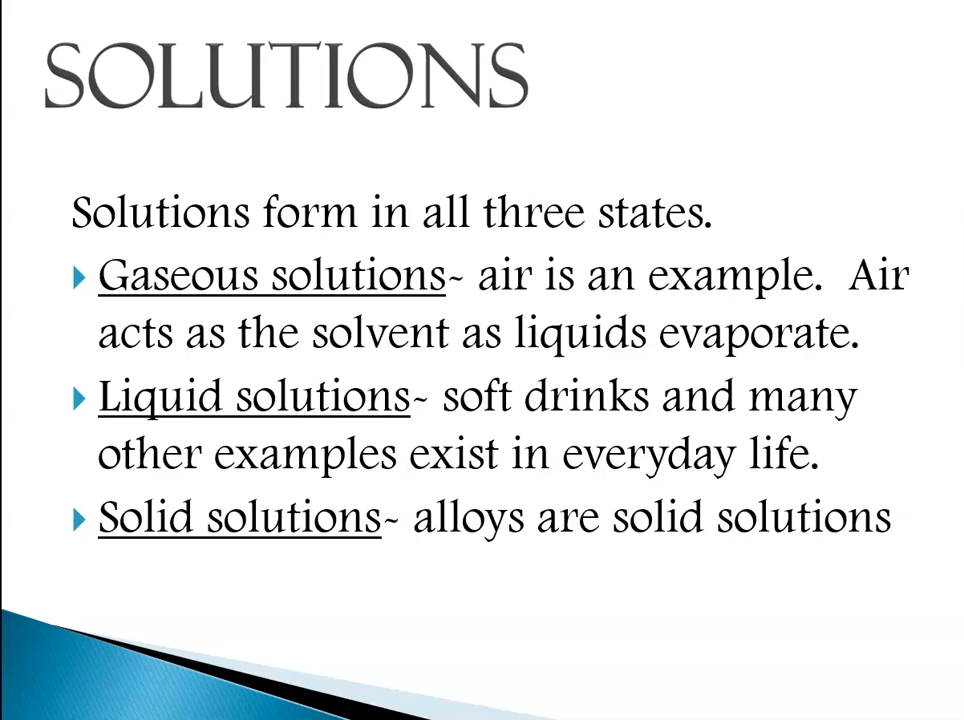 SOLUTIONS
Solutions form in all three states.
Gaseous solutions- air is an example.  Air
acts as the solvent as liquids evaporate.
Liquid solutions- soft drinks and many
other examples exist in everyday life.
Solid solutions- alloys are solid solutions